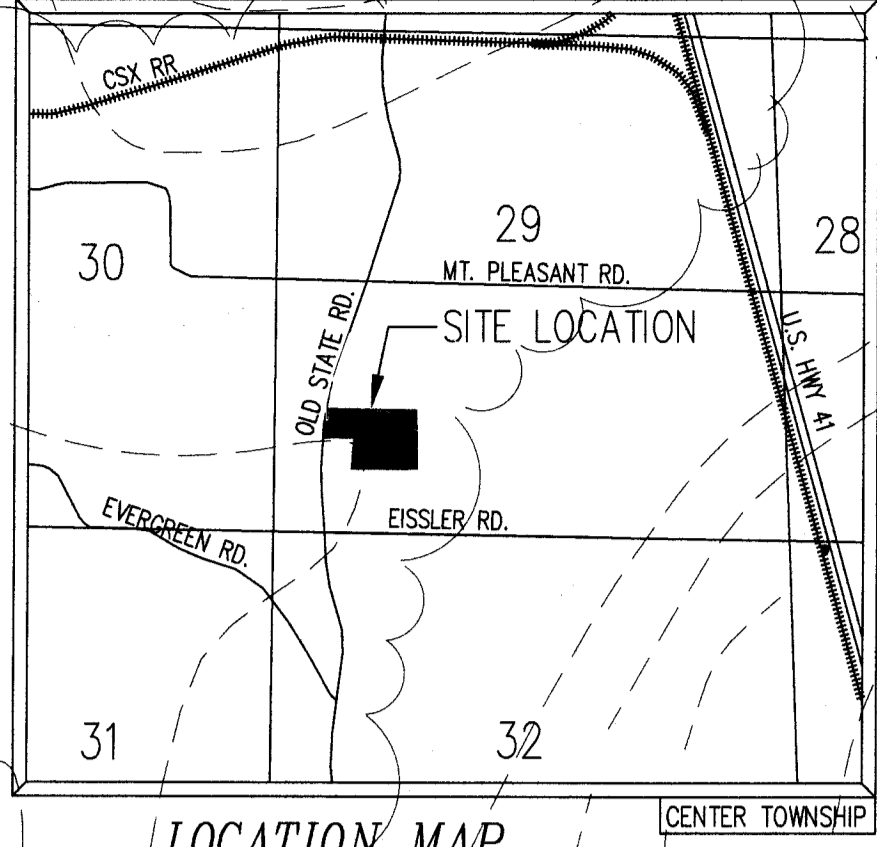 CSX RR
29
28
30
MT. PLEASANT RD.
SITE LOCATION
OLD STATE RD.
U.S. HWY 41
EVERGREEN RD.
EISSLER RD.
31
32
CENTER TOWNSHIP
LOCATION MAP